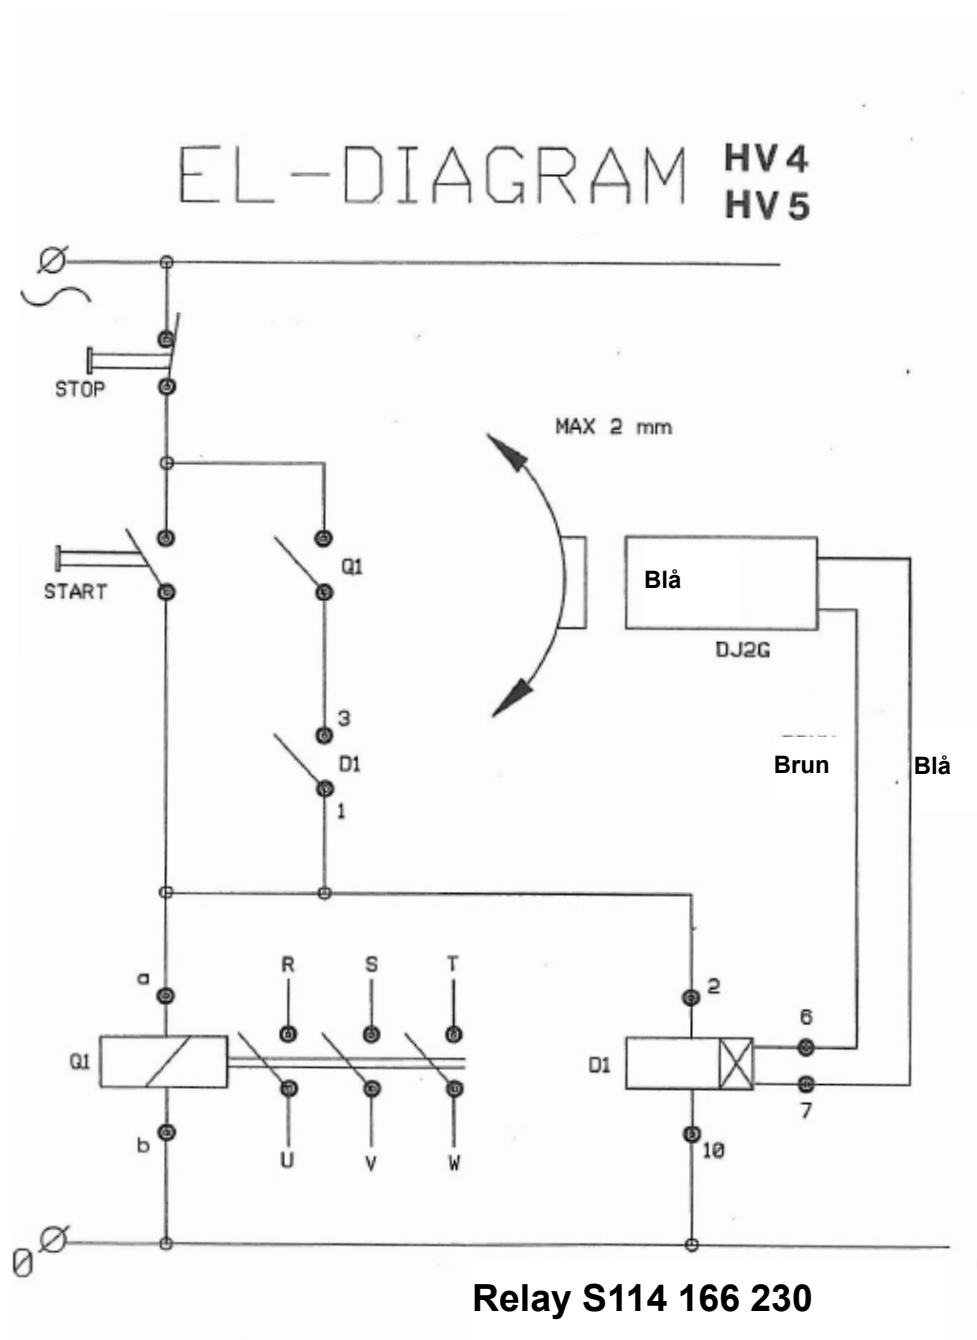 EL-DIAGRAM HV4
HV5
STOP
MAX 2 mm
START
Q1
Blå
DJ2G
3
D1
1
Brun
Blå
a
R
S
T
2
6
Q1
D1
7
b
U
V
W
10
0
Relay S114 166 230